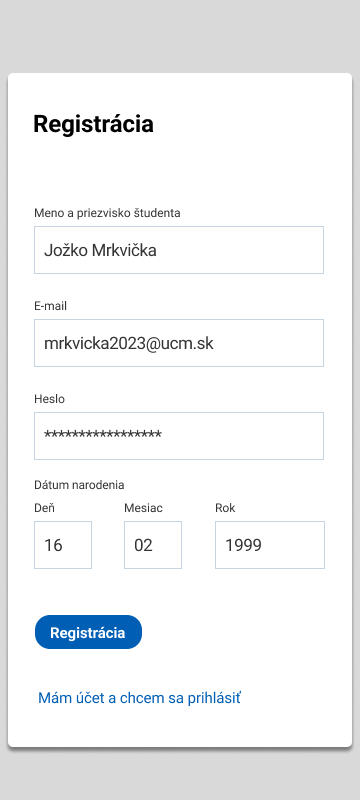 Registrácia
Meno a priezvisko študenta
Jožko Mrkvička
E-mail
mrkvicka2023@ucm.sk
Heslo
*****************
Dátum narodenia
Deň Mesiac Rok
16 02 1999
Registrácia
Mám účet a chcem sa prihlásiť